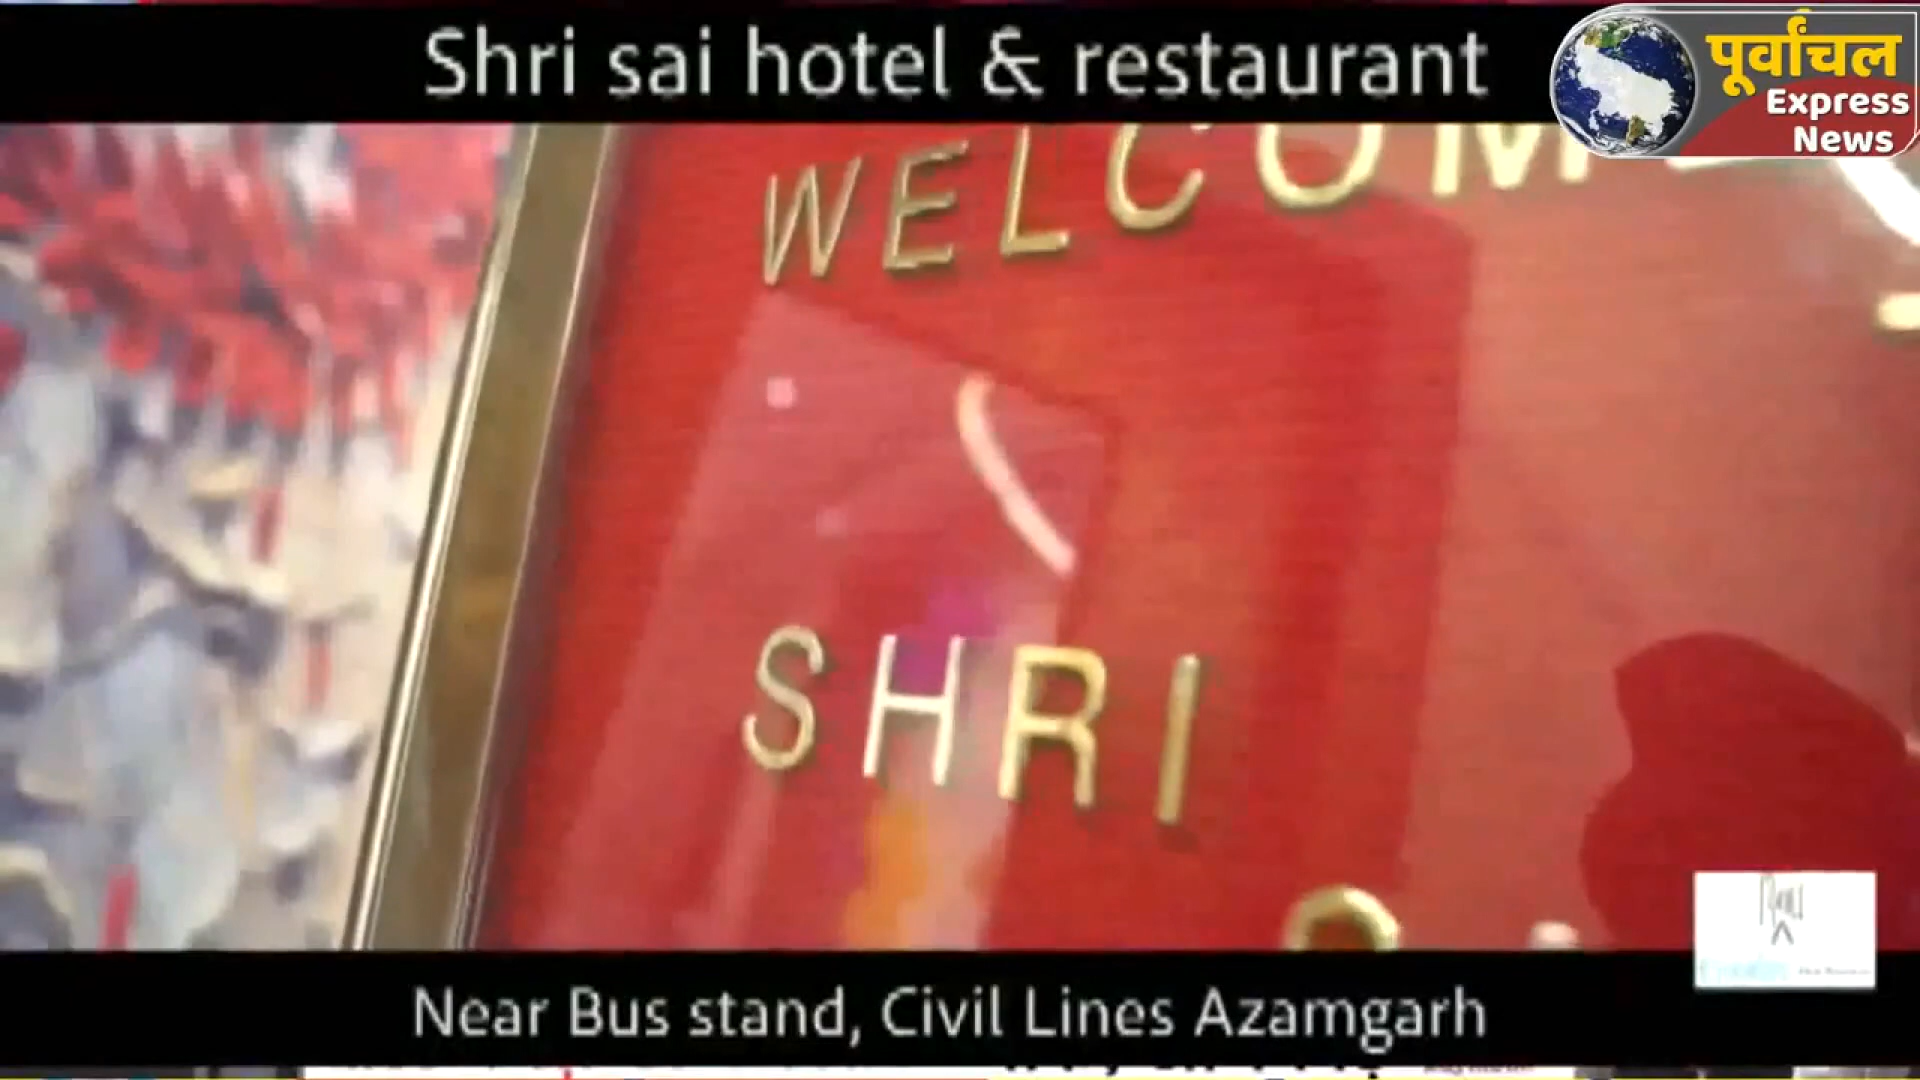 Shri sai hotel & restaurant
पूर्वांचल
Express
News
WELCOM
SHRI
Near Bus stand, Civil Lines Azamgarh